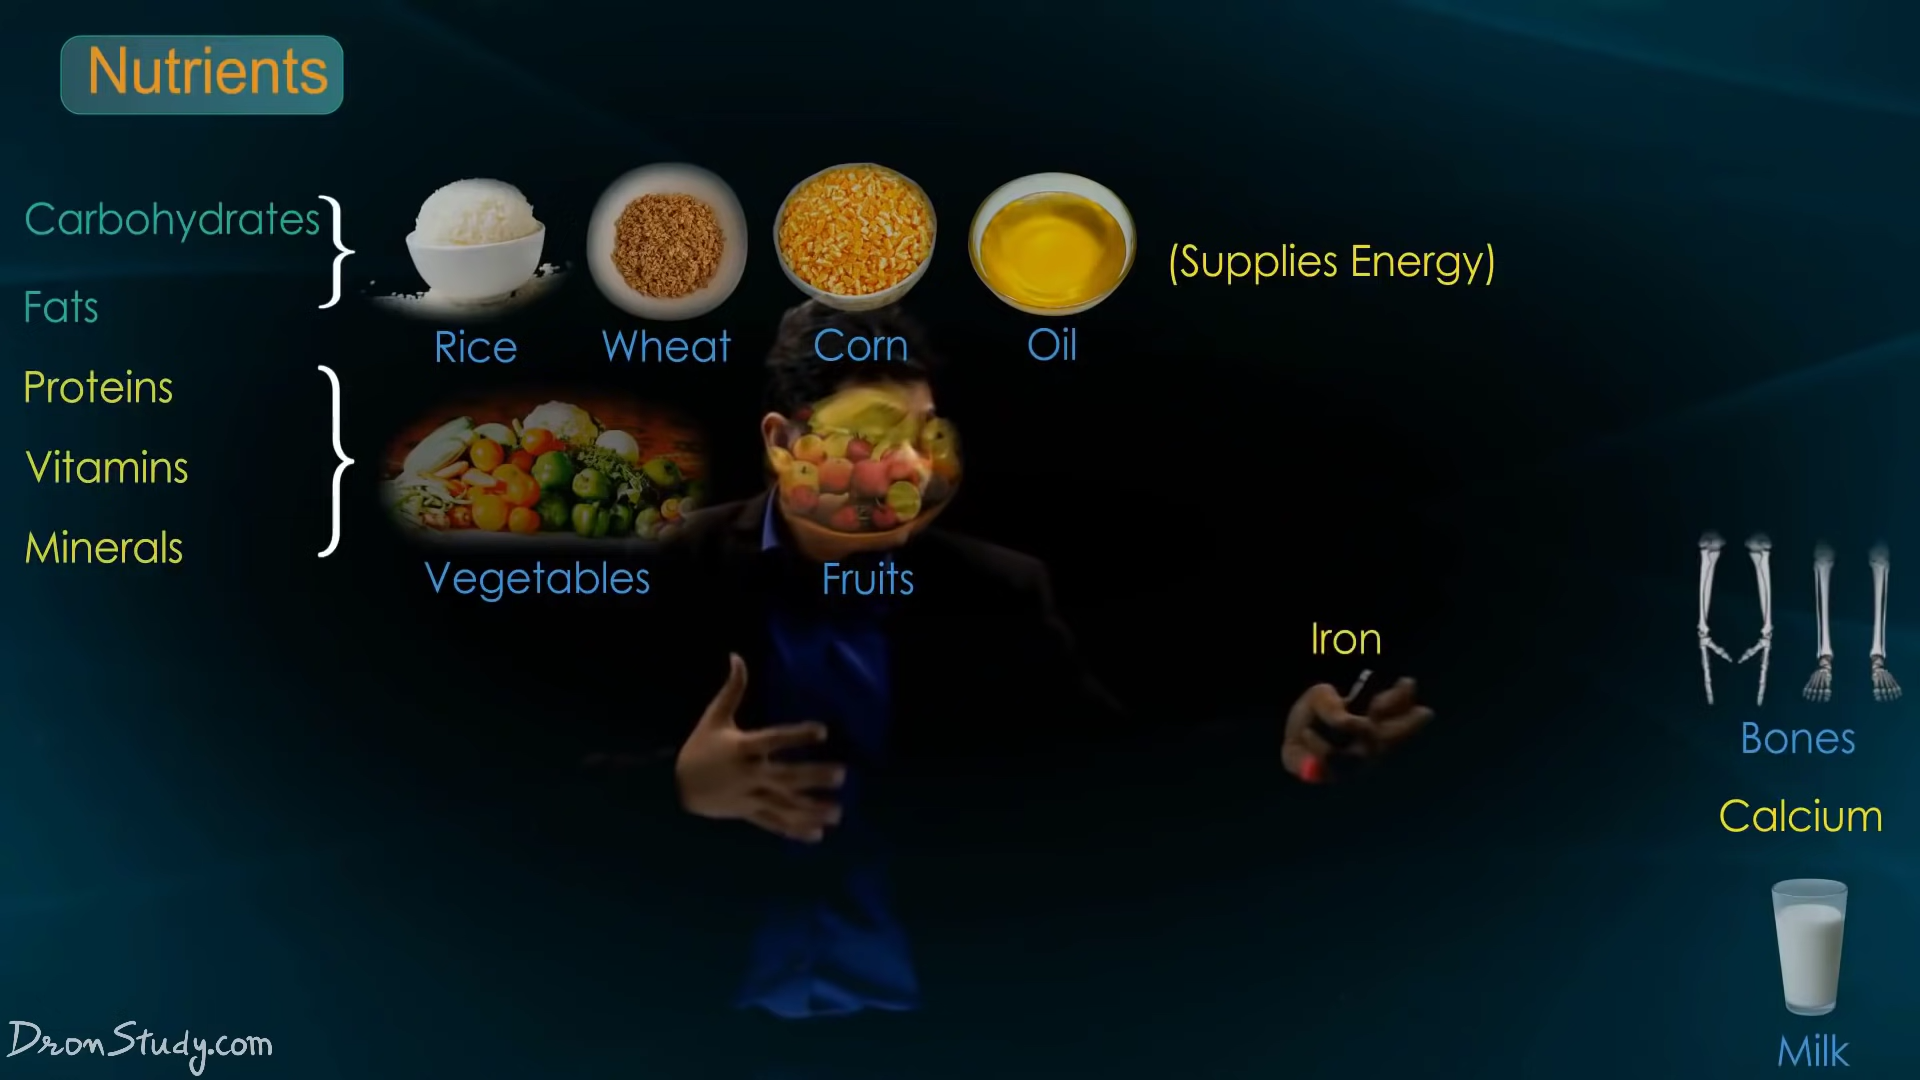 Nutrients
Carbohydrates
Fats
Proteins
Vitamins
Minerals
Rice
Wheat
Corn
Oil
(Supplies Energy)
Vegetables
Fruits
Iron
Bones
Calcium
Milk
DronStudy.com